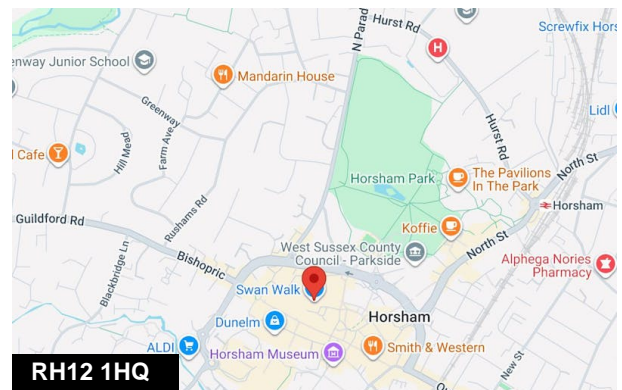 Hurst Rd
Screwfix Hors
N Parad
H
enway Junior School
Mandarin House
Lidl
Greenway
Hurst Rd
l Cafe
Farm Ave
Hill Mead
North St
Horsham Park
The Pavilions
In The Park
Horsham
Rushams Rd
Guildford Rd
Koffie
North St
West Sussex County
Council - Parkside
Bishopric
Blackbridge Ln
Alphega Nories
Pharmacy
Swan Walk
Dunelm
Horsham
ALDI
Horsham Museum
Smith & Western
New St
RH12 1HQ